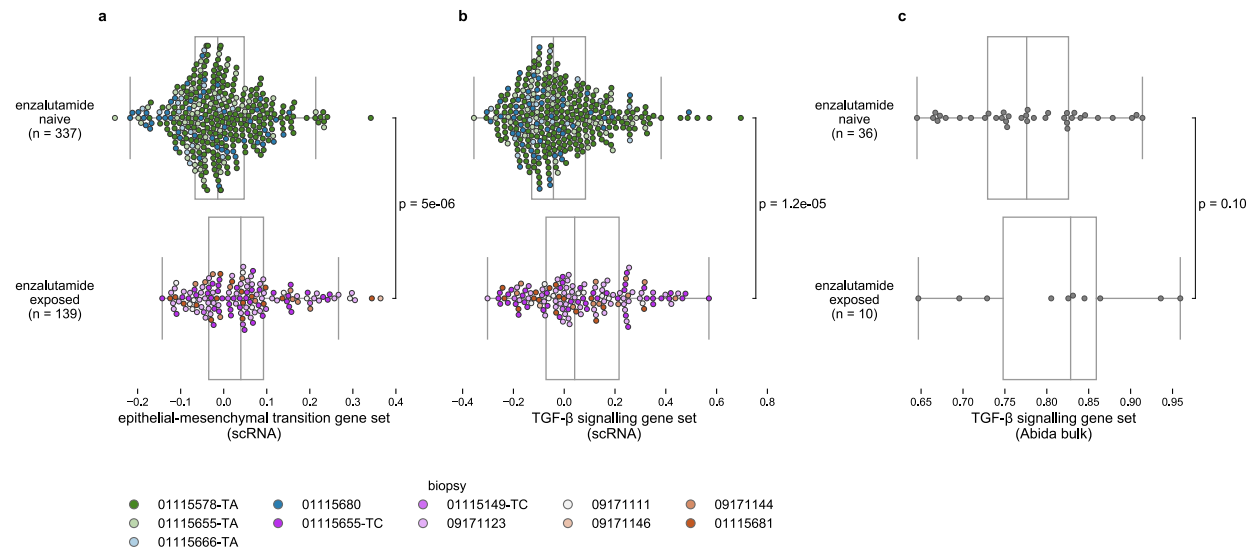 a
b
c
enzalutamide
naive
(n = 337)
enzalutamide
exposed
(n = 139)
p = 5e-06
p = 1.2e-05
enzalutamide
naive
(n = 36)
enzalutamide
exposed
(n = 10)
p = 0.10
−0.2 −0.1 0.0 0.1 0.2 0.3 0.4
epithelial-mesenchymal transition gene set
(scRNA)
−0.4 −0.2 0.0 0.2 0.4 0.6 0.8
TGF-β signalling gene set
(scRNA)
0.65 0.70 0.75 0.80 0.85 0.90 0.95
TGF-β signalling gene set
(Abida bulk)
biopsy
01115578-TA
01115655-TA
01115666-TA
01115680
01115655-TC
01115149-TC
09171123
09171111
09171146
09171144
01115681